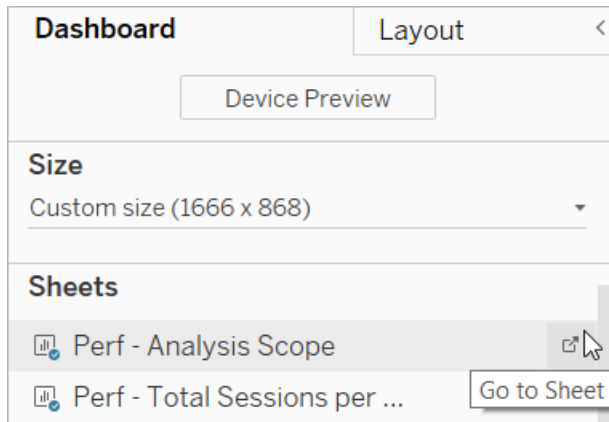 Dashboard
Layout
Device Preview
Size
Custom size (1666 x 868)
Sheets
Perf - Analysis Scope
Perf - Total Sessions per ...
Go to Sheet